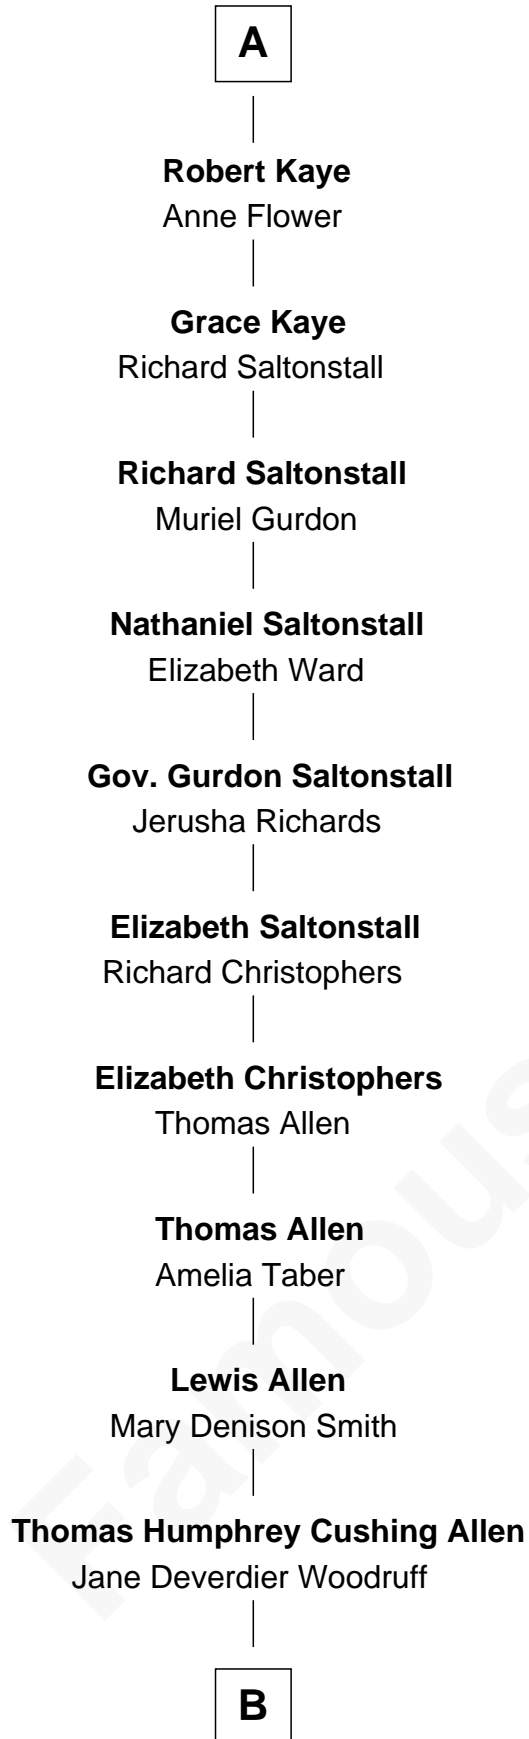 A
Robert Kaye
Anne Flower
Grace Kaye
Richard Saltonstall
Richard Saltonstall
Muriel Gurdon
Nathaniel Saltonstall
Elizabeth Ward
Gov. Gurdon Saltonstall
Jerusha Richards
Elizabeth Saltonstall
Richard Christophers
Elizabeth Christophers
Thomas Allen
Thomas Allen
Amelia Taber
Lewis Allen
Mary Denison Smith
Thomas Humphrey Cushing Allen
Jane Deverdier Woodruff
B
Famous